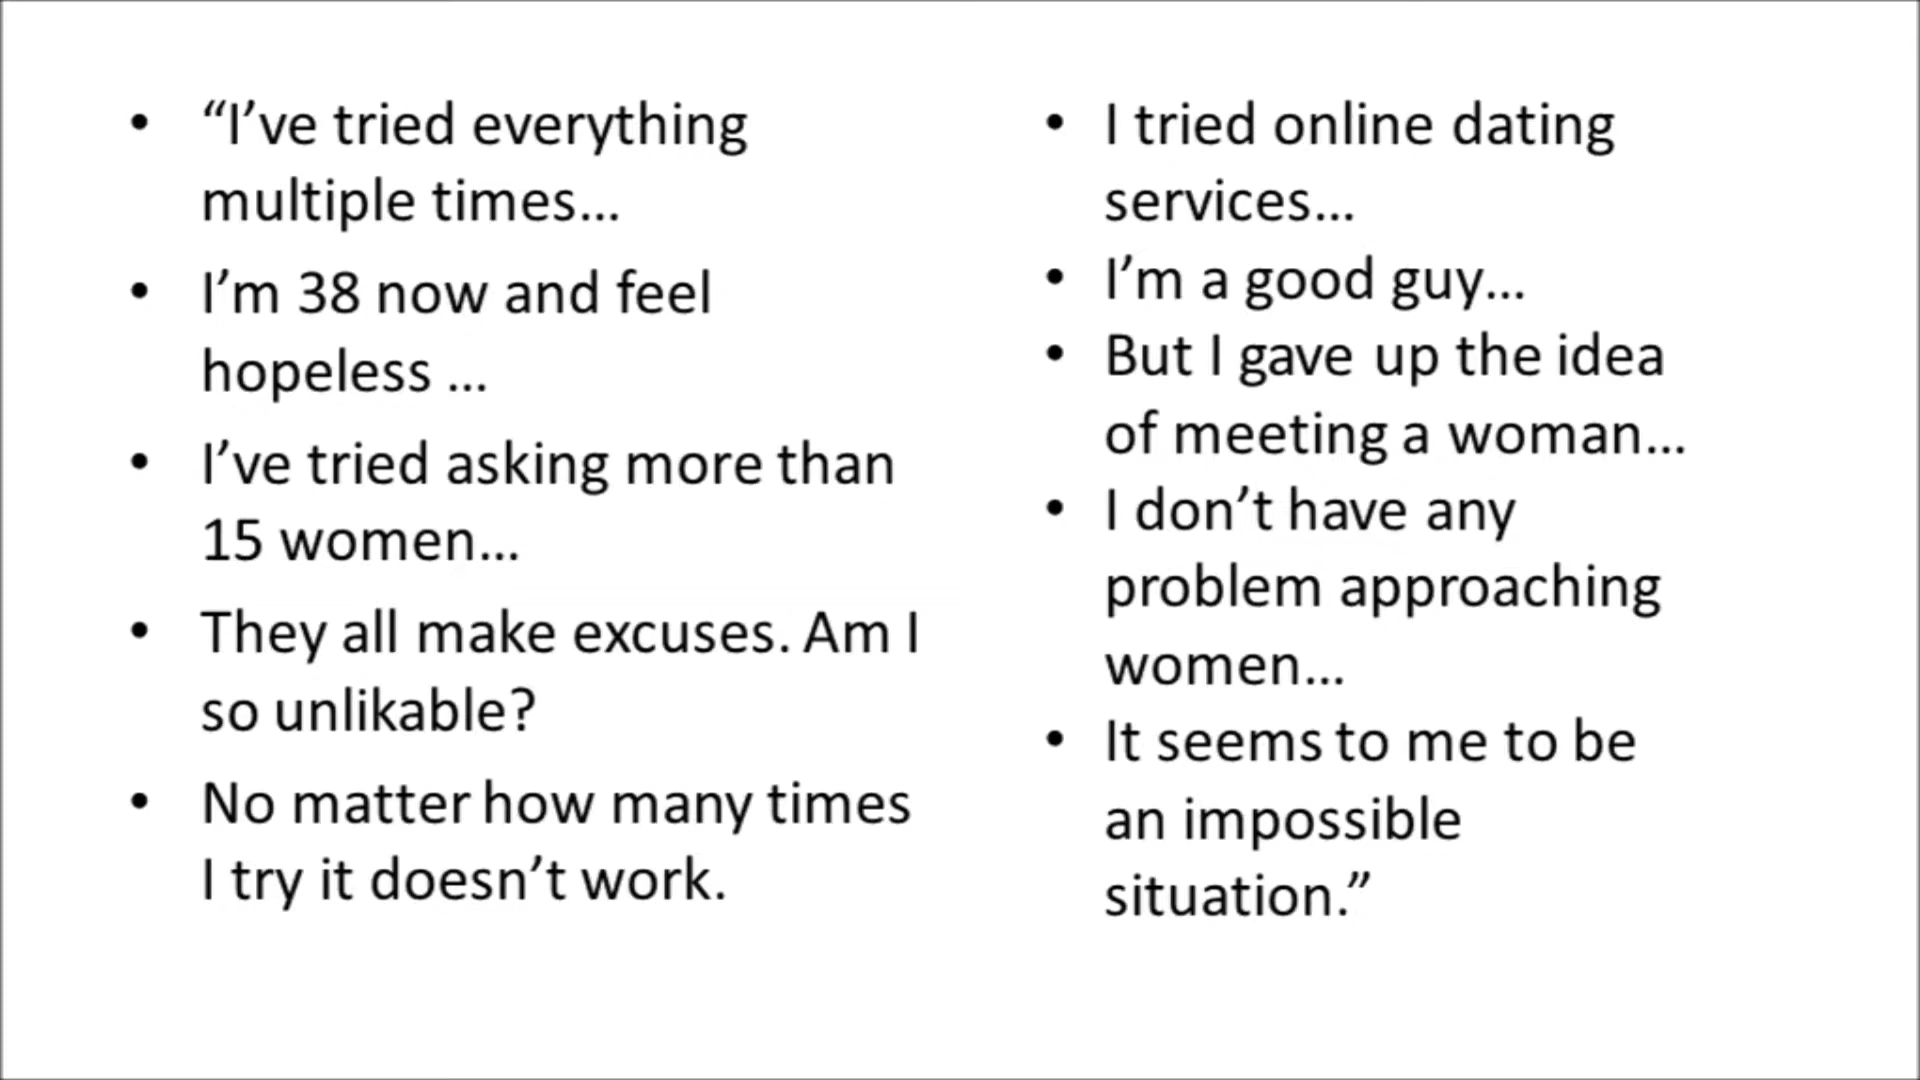 • “I’ve tried everything
multiple times…
• I’m 38 now and feel
hopeless …
• I’ve tried asking more than
15 women…
• They all make excuses. Am I
so unlikable?
• No matter how many times
I try it doesn’t work.
• I tried online dating
services…
• I’m a good guy…
• But I gave up the idea
of meeting a woman…
• I don’t have any
problem approaching
women…
• It seems to me to be
an impossible
situation.”